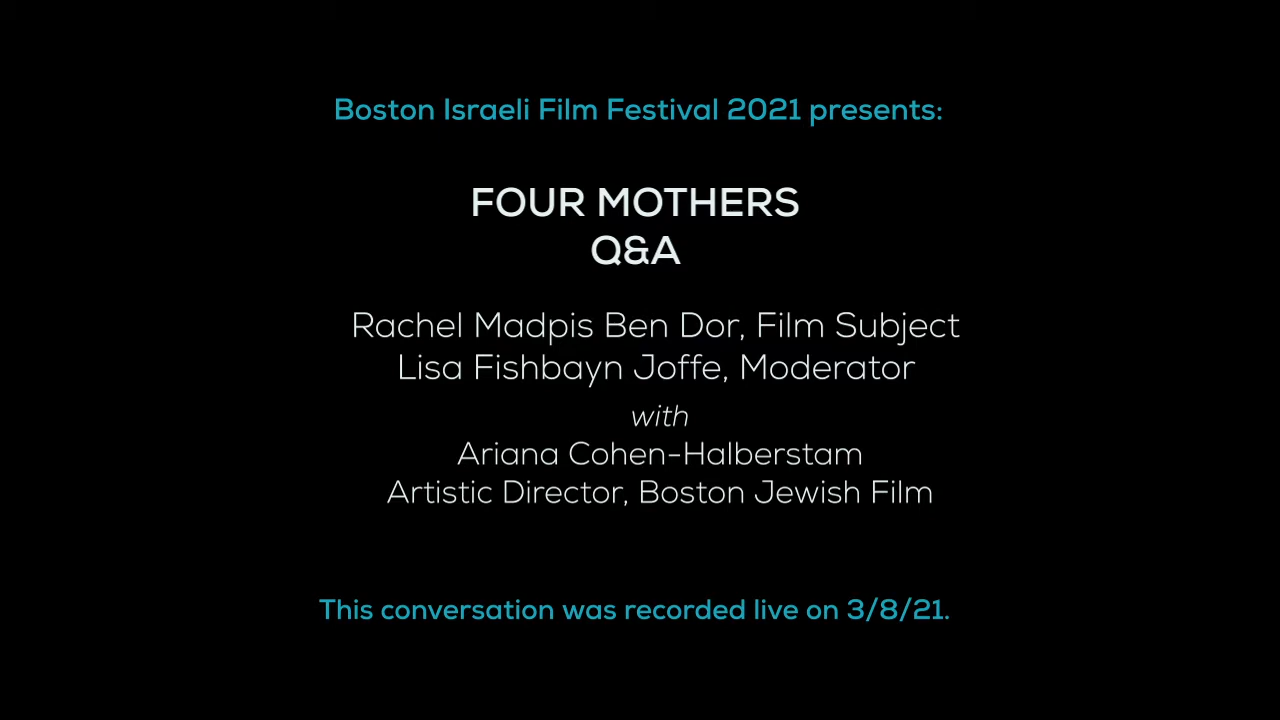 Boston Israeli Film Festival 2021 presents:
FOUR MOTHERS
Q&A
Rachel Madpis Ben Dor, Film Subject
Lisa Fishbayn Joffe, Moderator
with
Ariana Cohen-Halberstam
Artistic Director, Boston Jewish Film
This conversation was recorded live on 3/8/21.